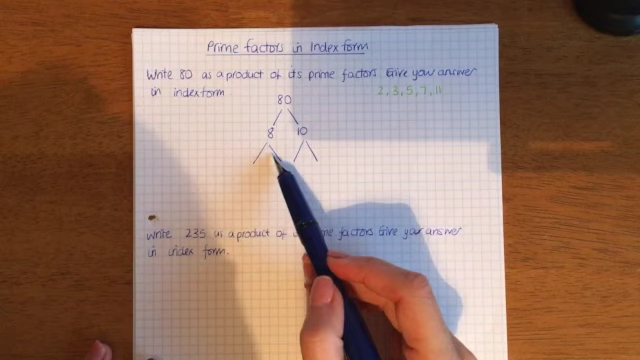 Prime factors in Index form
Write 80 as a product of its prime factors Give your answer
in index form
2,3,5,7,11
80
8 10
Write 235 as a product of prime factors Give your answer
in index form.